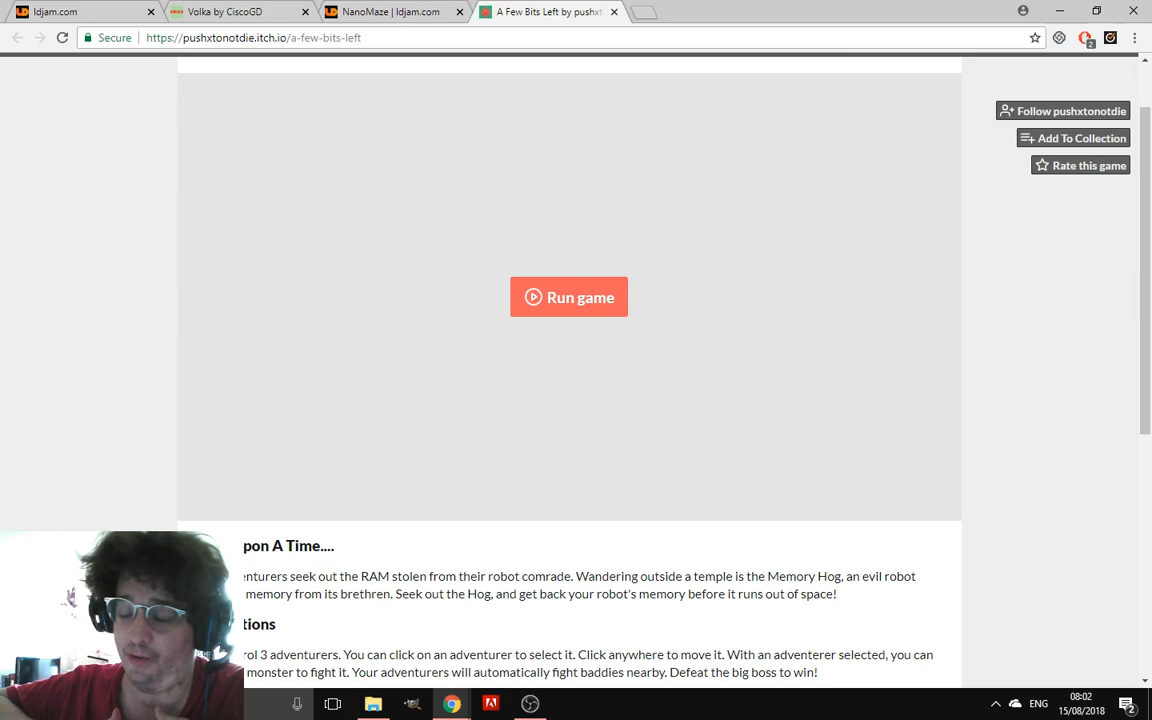 ldjam.com
Volka by CiscoGD
NanoMaze | ldjam.com
A Few Bits Left by pushxt
Secure
https://pushxtonotdie.itch.io/a-few-bits-left
2
Follow pushxtonotdie
Add To Collection
Rate this game
Run game
pon A Time....
enturers seek out the RAM stolen from their robot comrade. Wandering outside a temple is the Memory Hog, an evil robot
memory from its brethren. Seek out the Hog, and get back your robot's memory before it runs out of space!
tions
rol 3 adventurers. You can click on an adventurer to select it. Click anywhere to move it. With an adventerer selected, you can
monster to fight it. Your adventurers will automatically fight baddies nearby. Defeat the big boss to win!
ENG
08:02
15/08/2018
2